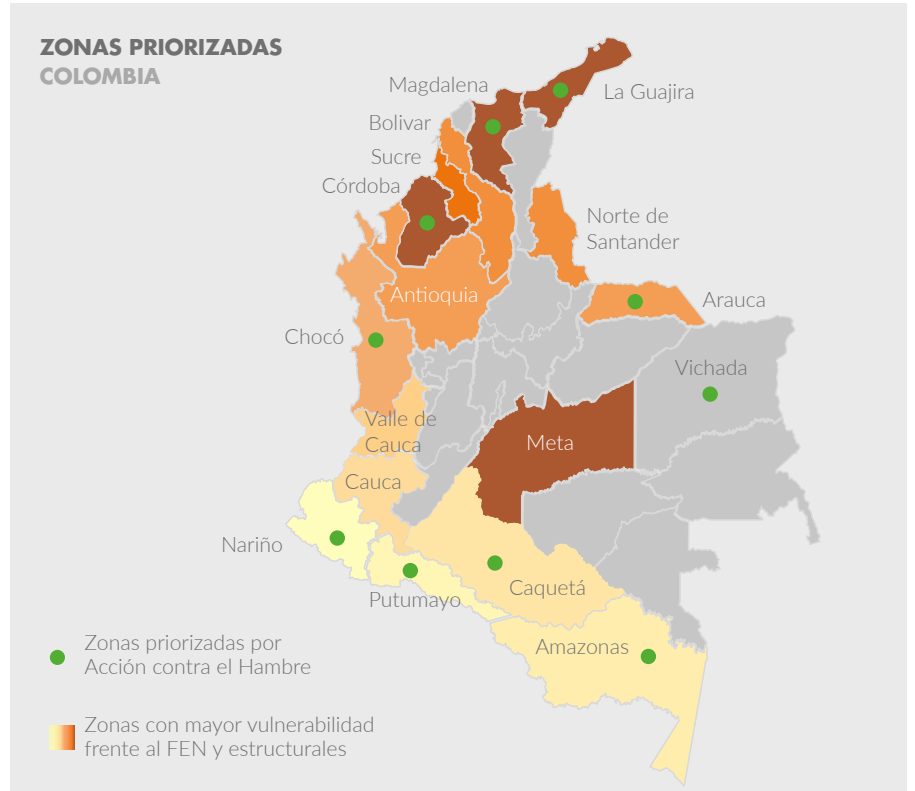 ZONAS PRIORIZADAS
COLOMBIA
Magdalena
La Guajira
Bolivar
Sucre
Córdoba
Norte de
Santander
Antioquia
Arauca
Chocó
Vichada
Valle de
Cauca
Meta
Cauca
Nariño
Caquetá
Putumayo
Amazonas
Zonas priorizadas por
Acción contra el Hambre
Zonas con mayor vulnerabilidad
frente al FEN y estructurales